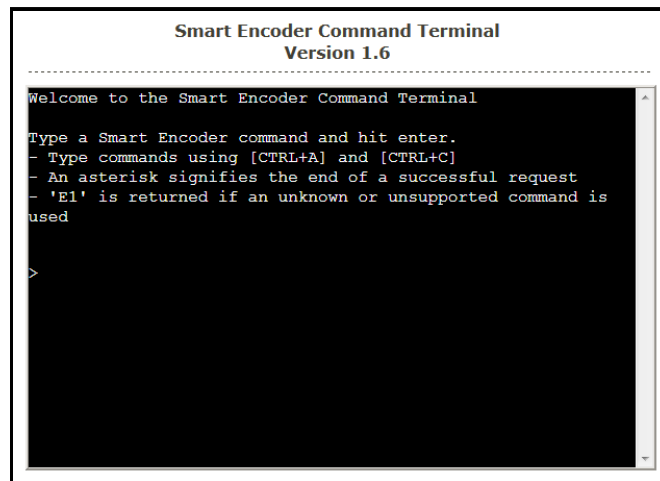 Smart Encoder Command Terminal
Version 1.6
Welcome to the Smart Encoder Command Terminal
Type a Smart Encoder command and hit enter.
- Type commands using [CTRL+A] and [CTRL+C]
- An asterisk signifies the end of a successful request
- 'E1' is returned if an unknown or unsupported command is
used
>